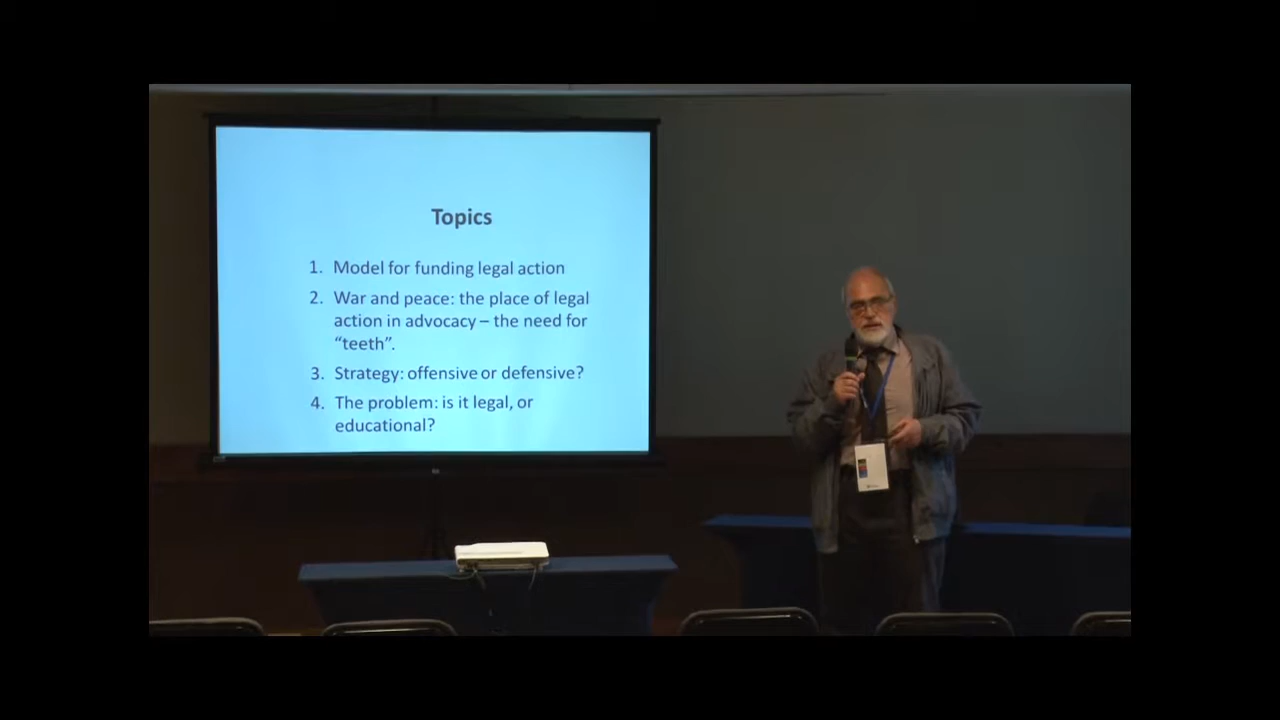 Topics
1. Model for funding legal action
2. War and peace: the place of legal
action in advocacy – the need for
“teeth”.
3. Strategy: offensive or defensive?
4. The problem: is it legal, or
educational?